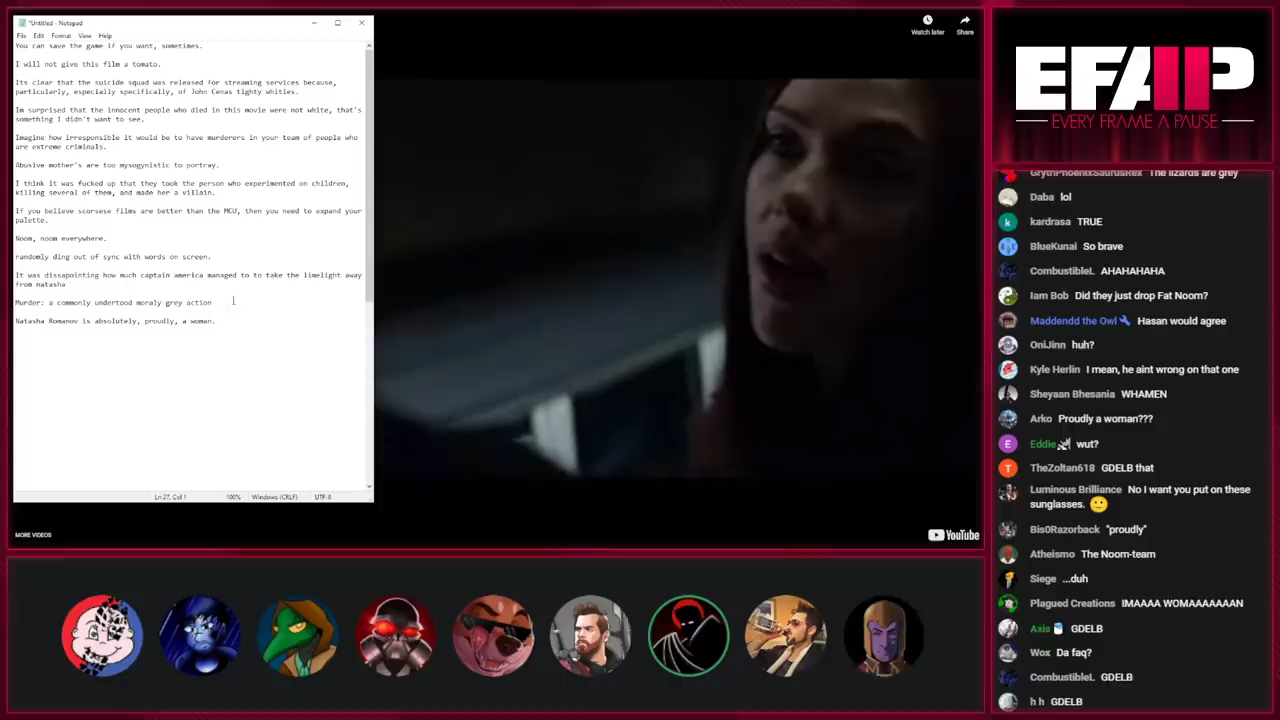 *Untitled - Notepad
File Edit Format View Help
You can save the game if you want, sometimes.
I will not give this film a tomato.
Its clear that the suicide squad was released for streaming services because,
particularly, especially specifically, of John Cenas tighty whities.
Im surprised that the innocent people who died in this movie were not white, that's
something I didn't want to see.
Imagine how irresponsible it would be to have murderers in your team of people who
are extreme criminals.
Abusive mother's are too mysogynistic to portray.
I think it was fucked up that they took the person who experimented on children,
killing several of them, and made her a villain.
If you believe scorsese films are better than the MCU, then you need to expand your
palette.
Noom, noom everywhere.
randomly ding out of sync with words on screen.
It was dissapointing how much captain america managed to to take the limelight away
from natasha
Murder: a commonly undertood moraly grey action
Natasha Romanov is absolutely, proudly, a woman.
Ln 27, Col 1 100% Windows (CRLF) UTF-8
Watch later Share
MORE VIDEOS
YouTube
EFAP
EVERY FRAME A PAUSE
GrythPhoenixSaurusRex The lizards are grey
Daba lol
k kardrasa TRUE
BlueKunai So brave
CombustibleL AHAHAHAHA
Iam Bob Did they just drop Fat Noom?
Maddendd the Owl Hasan would agree
OniJinn huh?
Kyle Herlin I mean, he aint wrong on that one
Sheyaan Bhesania WHAMEN
Arko Proudly a woman???
E Eddie wut?
T TheZoltan618 GDELB that
Luminous Brilliance No I want you put on these
sunglasses.
Bis0Razorback "proudly"
Atheismo The Noom-team
Siege ...duh
Plagued Creations IMAAAA WOMAAAAAAAN
Axis GDELB
Wox Da faq?
CombustibleL GDELB
h h GDELB